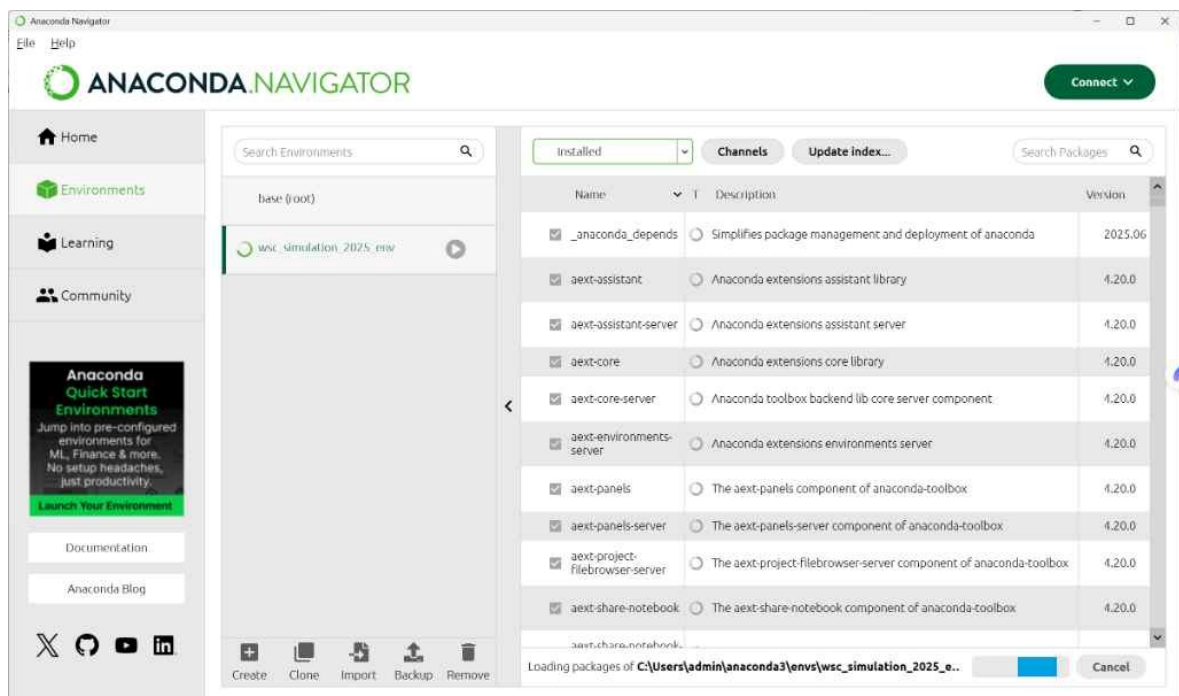 Anaconda Navigator
File Help
ANACONDA.NAVIGATOR
Connect
Home
Environments
Learning
Community
Anaconda
Quick Start
Environments
Jump into pre-configured
environments for
ML, Finance & more.
No setup headaches,
just productivity.
Launch Your Environment
Documentation
Anaconda Blog
Search Environments
base (root)
wsc_simulation_2025_env
Create Clone Import Backup Remove
Installed Channels Update index... Search Packages
Name T Description Version
_anaconda_depends Simplifies package management and deployment of anaconda 2025.06
aext-assistant Anaconda extensions assistant library 4.20.0
aext-assistant-server Anaconda extensions assistant server 4.20.0
aext-core Anaconda extensions core library 4.20.0
aext-core-server Anaconda toolbox backend lib core server component 4.20.0
aext-environments-
server Anaconda extensions environments server 4.20.0
aext-panels The aext-panels component of anaconda-toolbox 4.20.0
aext-panels-server The aext-panels-server component of anaconda-toolbox 4.20.0
aext-project-
filebrowser-server The aext-project-filebrowser-server component of anaconda-toolbox 4.20.0
aext-share-notebook The aext-share-notebook component of anaconda-toolbox 4.20.0
aext-share-notebook-
Loading packages of C:\Users\admin\anaconda3\envs\wsc_simulation_2025_e.. Cancel